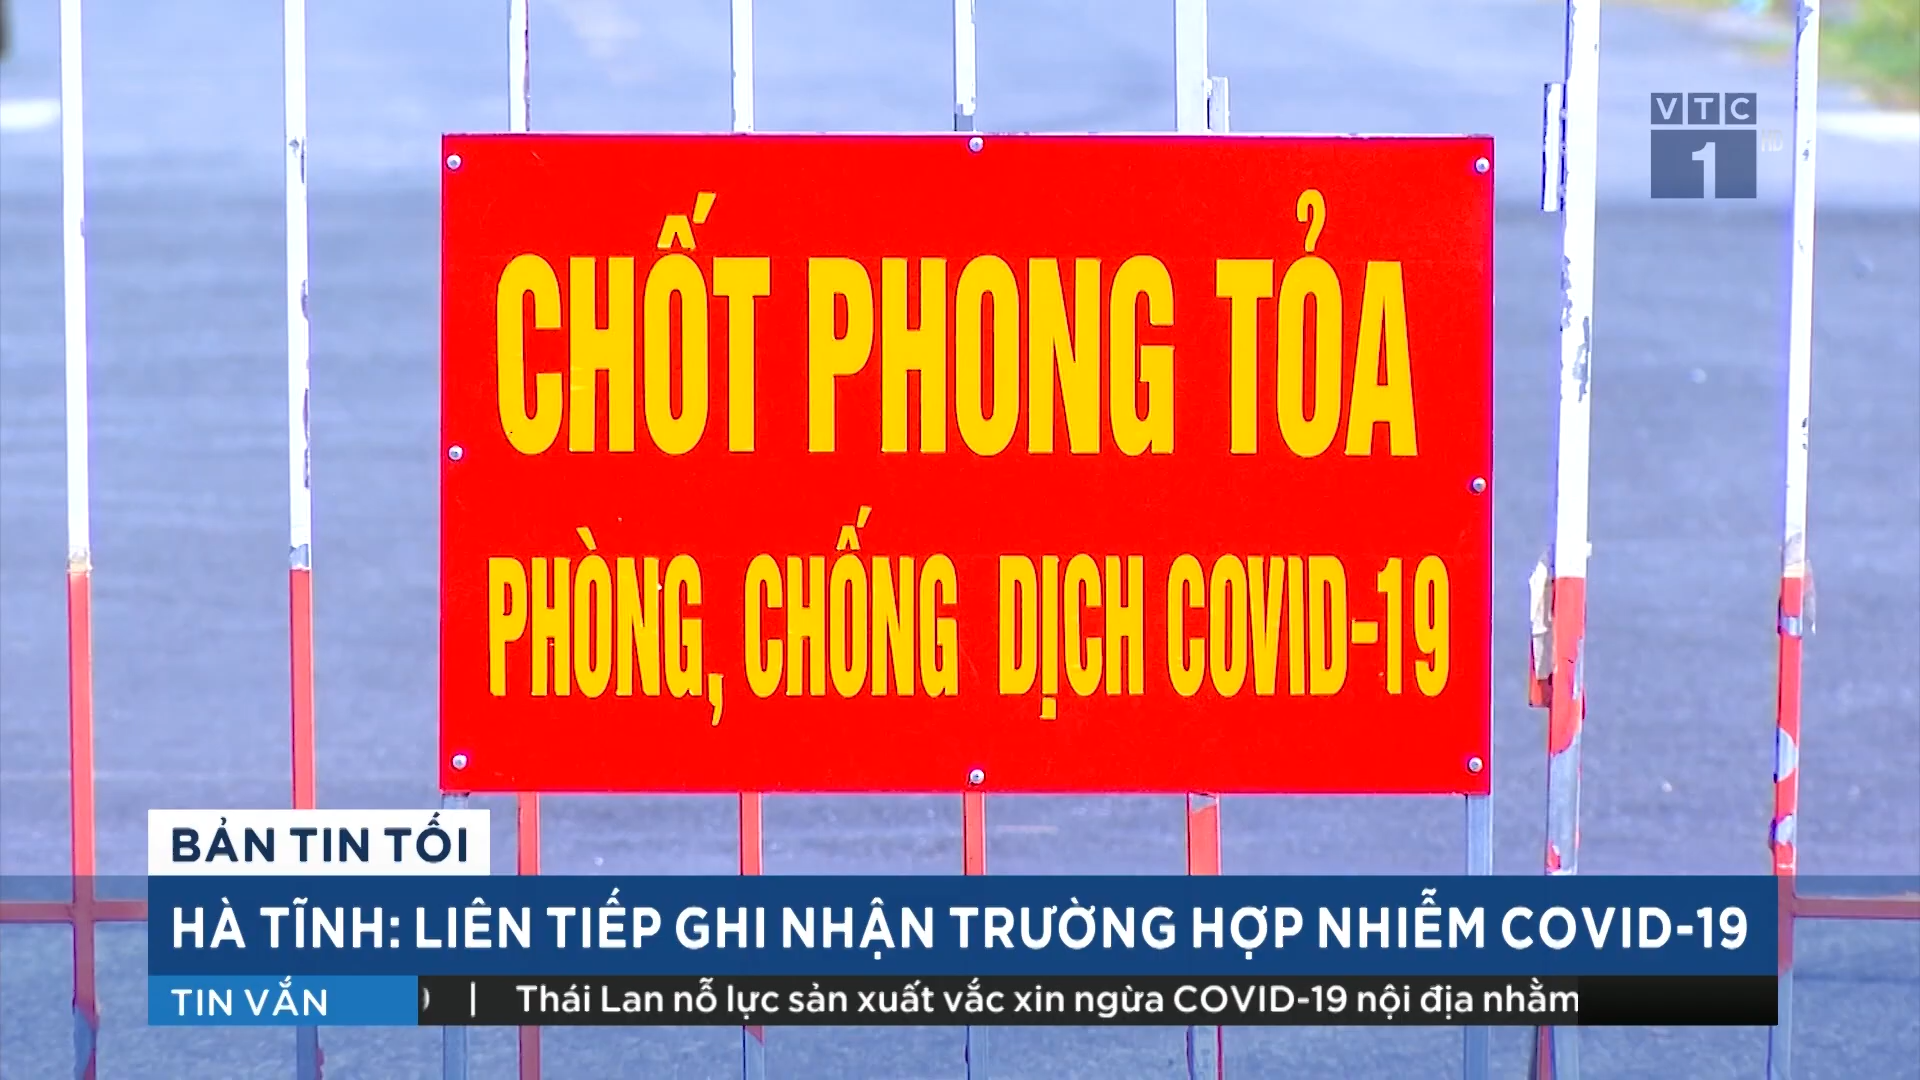 VTC
1
HD
CHỐT PHONG TỎA
PHÒNG, CHỐNG DỊCH COVID-19
BẢN TIN TỐI
HÀ TĨNH: LIÊN TIẾP GHI NHẬN TRƯỜNG HỢP NHIỄM COVID-19
TIN VẮN
| Thái Lan nỗ lực sản xuất vắc xin ngừa COVID-19 nội địa nhằm